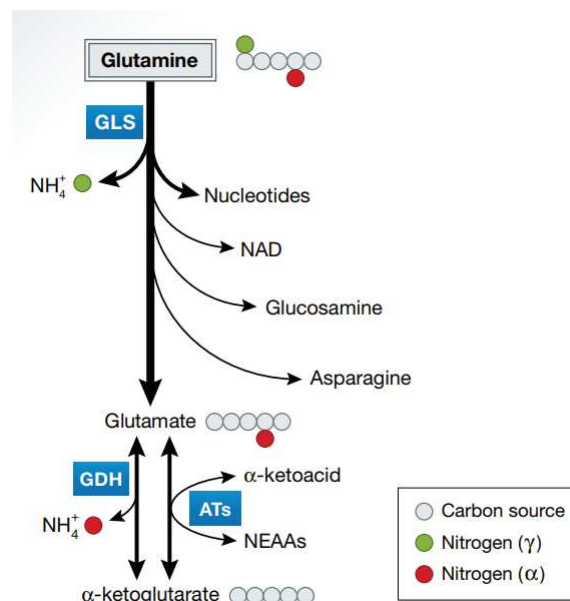 Glutamine
GLS
NH₄⁺
Nucleotides
NAD
Glucosamine
Asparagine
Glutamate
GDH
NH₄⁺
ATs
α-ketoacid
NEAAs
α-ketoglutarate
Carbon source
Nitrogen (γ)
Nitrogen (α)